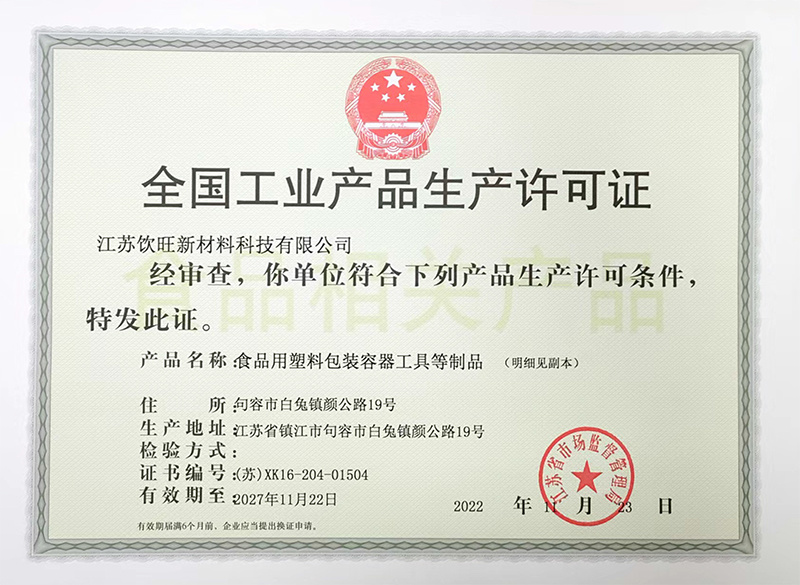 全国工业产品生产许可证
江苏饮旺新材料科技有限公司
经审查，你单位符合下列产品生产许可条件，
特发此证。
食品相关产品
产品名称：食品用塑料包装容器工具等制品 （明细见副本）
住所：句容市白兔镇颜公路19号
生产地址：江苏省镇江市句容市白兔镇颜公路19号
检验方式：
证书编号：(苏)XK16-204-01504
有效期至：2027年11月22日
2022 年 11 月 23 日
江苏省市场监督管理局
有效期届满6个月前，企业应当提出换证申请。